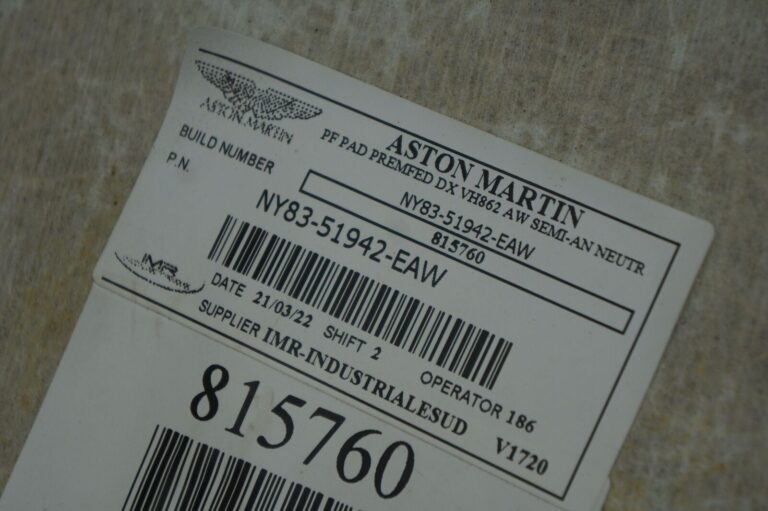 ASTON MARTIN
ASTON MARTIN
PF PAD PREMFED DX VH862 AW SEMI-AN NEUTR
BUILD NUMBER
NY83-51942-EAW
815760
P.N.
NY83-51942-EAW
IMR
DATE 21/03/22 SHIFT 2 OPERATOR 186
SUPPLIER IMR-INDUSTRIALESUD V1720
815760